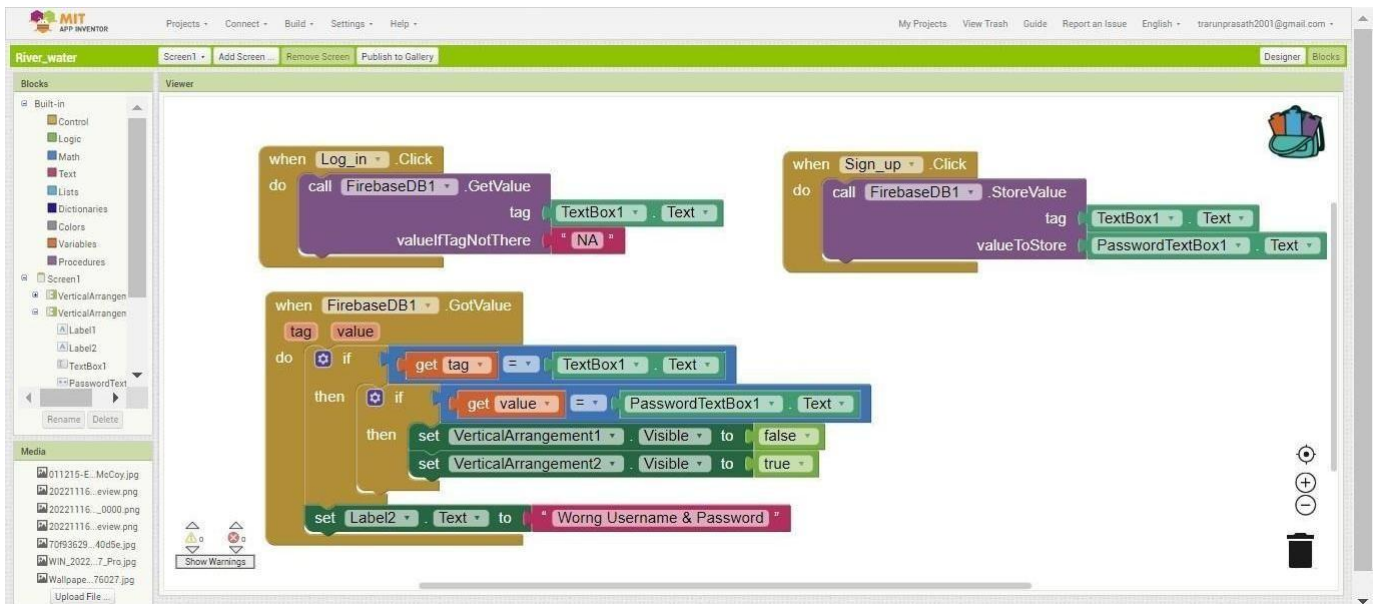 MIT
APP INVENTOR
Projects Connect Build Settings Help
My Projects View Trash Guide Report an Issue English trarunprasath2001@gmail.com
River_water
Screen1 Add Screen ... Remove Screen Publish to Gallery
Designer Blocks
Blocks
Viewer
Built-in
Control
Logic
Math
Text
Lists
Dictionaries
Colors
Variables
Procedures
Screen1
VerticalArrangen
VerticalArrangen
Label1
Label2
TextBox1
PasswordText
Rename Delete
Media
011215-E...McCoy.jpg
20221116...eview.png
20221116..._0000.png
20221116...eview.png
70f93629...40d5e.jpg
WIN_2022...7_Pro.jpg
Wallpape...76027.jpg
Upload File ...
when Log_in .Click
do call FirebaseDB1 .GetValue
tag TextBox1 . Text
valueIfTagNotThere " NA "
when Sign_up .Click
do call FirebaseDB1 .StoreValue
tag TextBox1 . Text
valueToStore PasswordTextBox1 . Text
when FirebaseDB1 .GotValue
tag value
do if get tag = TextBox1 . Text
then if get value = PasswordTextBox1 . Text
then set VerticalArrangement1 . Visible to false
set VerticalArrangement2 . Visible to true
set Label2 . Text to " Worng Username & Password "
0 0
Show Warnings